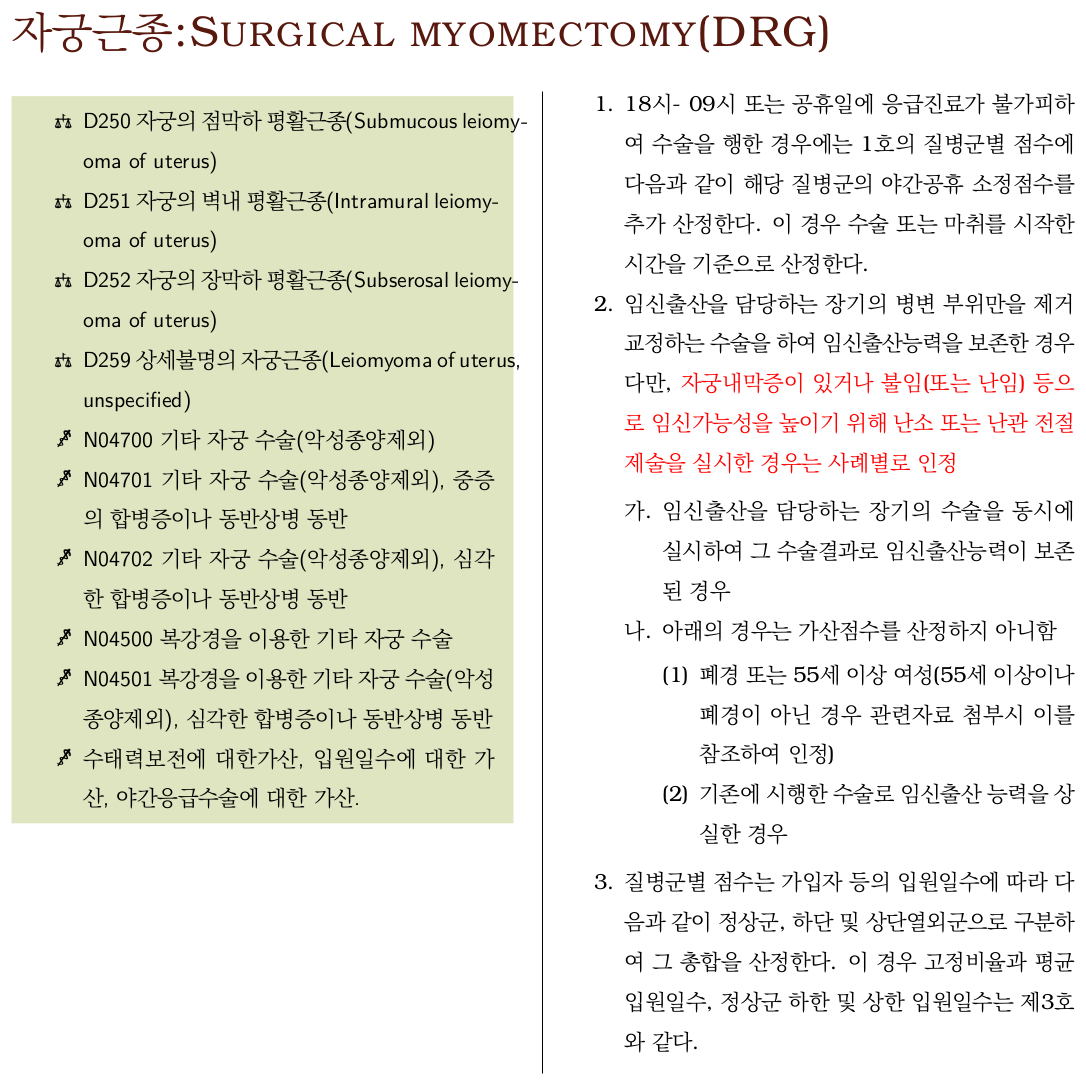 자궁근종:SURGICAL MYOMECTOMY(DRG)
D250 자궁의 점막하 평활근종(Submucous leiomy-
oma of uterus)
D251 자궁의 벽내 평활근종(Intramural leiomy-
oma of uterus)
D252 자궁의 장막하 평활근종(Subserosal leiomy-
oma of uterus)
D259 상세불명의 자궁근종(Leiomyoma of uterus,
unspecified)
N04700 기타 자궁 수술(악성종양제외)
N04701 기타 자궁 수술(악성종양제외), 중증
의 합병증이나 동반상병 동반
N04702 기타 자궁 수술(악성종양제외), 심각
한 합병증이나 동반상병 동반
N04500 복강경을 이용한 기타 자궁 수술
N04501 복강경을 이용한 기타 자궁 수술(악성
종양제외), 심각한 합병증이나 동반상병 동반
수태력보전에 대한가산, 입원일수에 대한 가
산, 야간응급수술에 대한 가산.
1. 18시- 09시 또는 공휴일에 응급진료가 불가피하
여 수술을 행한 경우에는 1호의 질병군별 점수에
다음과 같이 해당 질병군의 야간공휴 소정점수를
추가 산정한다. 이 경우 수술 또는 마취를 시작한
시간을 기준으로 산정한다.
2. 임신출산을 담당하는 장기의 병변 부위만을 제거
교정하는 수술을 하여 임신출산능력을 보존한 경우
다만, 자궁내막증이 있거나 불임(또는 난임) 등으
로 임신가능성을 높이기 위해 난소 또는 난관 전절
제술을 실시한 경우는 사례별로 인정
가. 임신출산을 담당하는 장기의 수술을 동시에
실시하여 그 수술결과로 임신출산능력이 보존
된 경우
나. 아래의 경우는 가산점수를 산정하지 아니함
(1) 폐경 또는 55세 이상 여성(55세 이상이나
폐경이 아닌 경우 관련자료 첨부시 이를
참조하여 인정)
(2) 기존에 시행한 수술로 임신출산 능력을 상
실한 경우
3. 질병군별 점수는 가입자 등의 입원일수에 따라 다
음과 같이 정상군, 하단 및 상단열외군으로 구분하
여 그 총합을 산정한다. 이 경우 고정비율과 평균
입원일수, 정상군 하한 및 상한 입원일수는 제3호
와 같다.